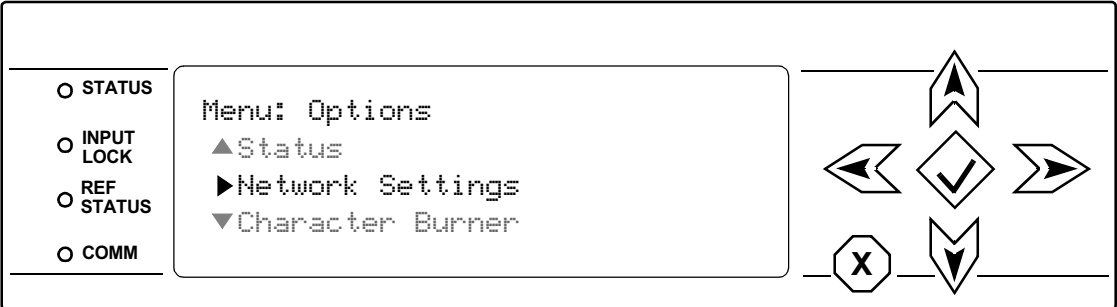 STATUS
INPUT
LOCK
REF
STATUS
COMM
Menu: Options
▲Status
▶Network Settings
▼Character Burner
X